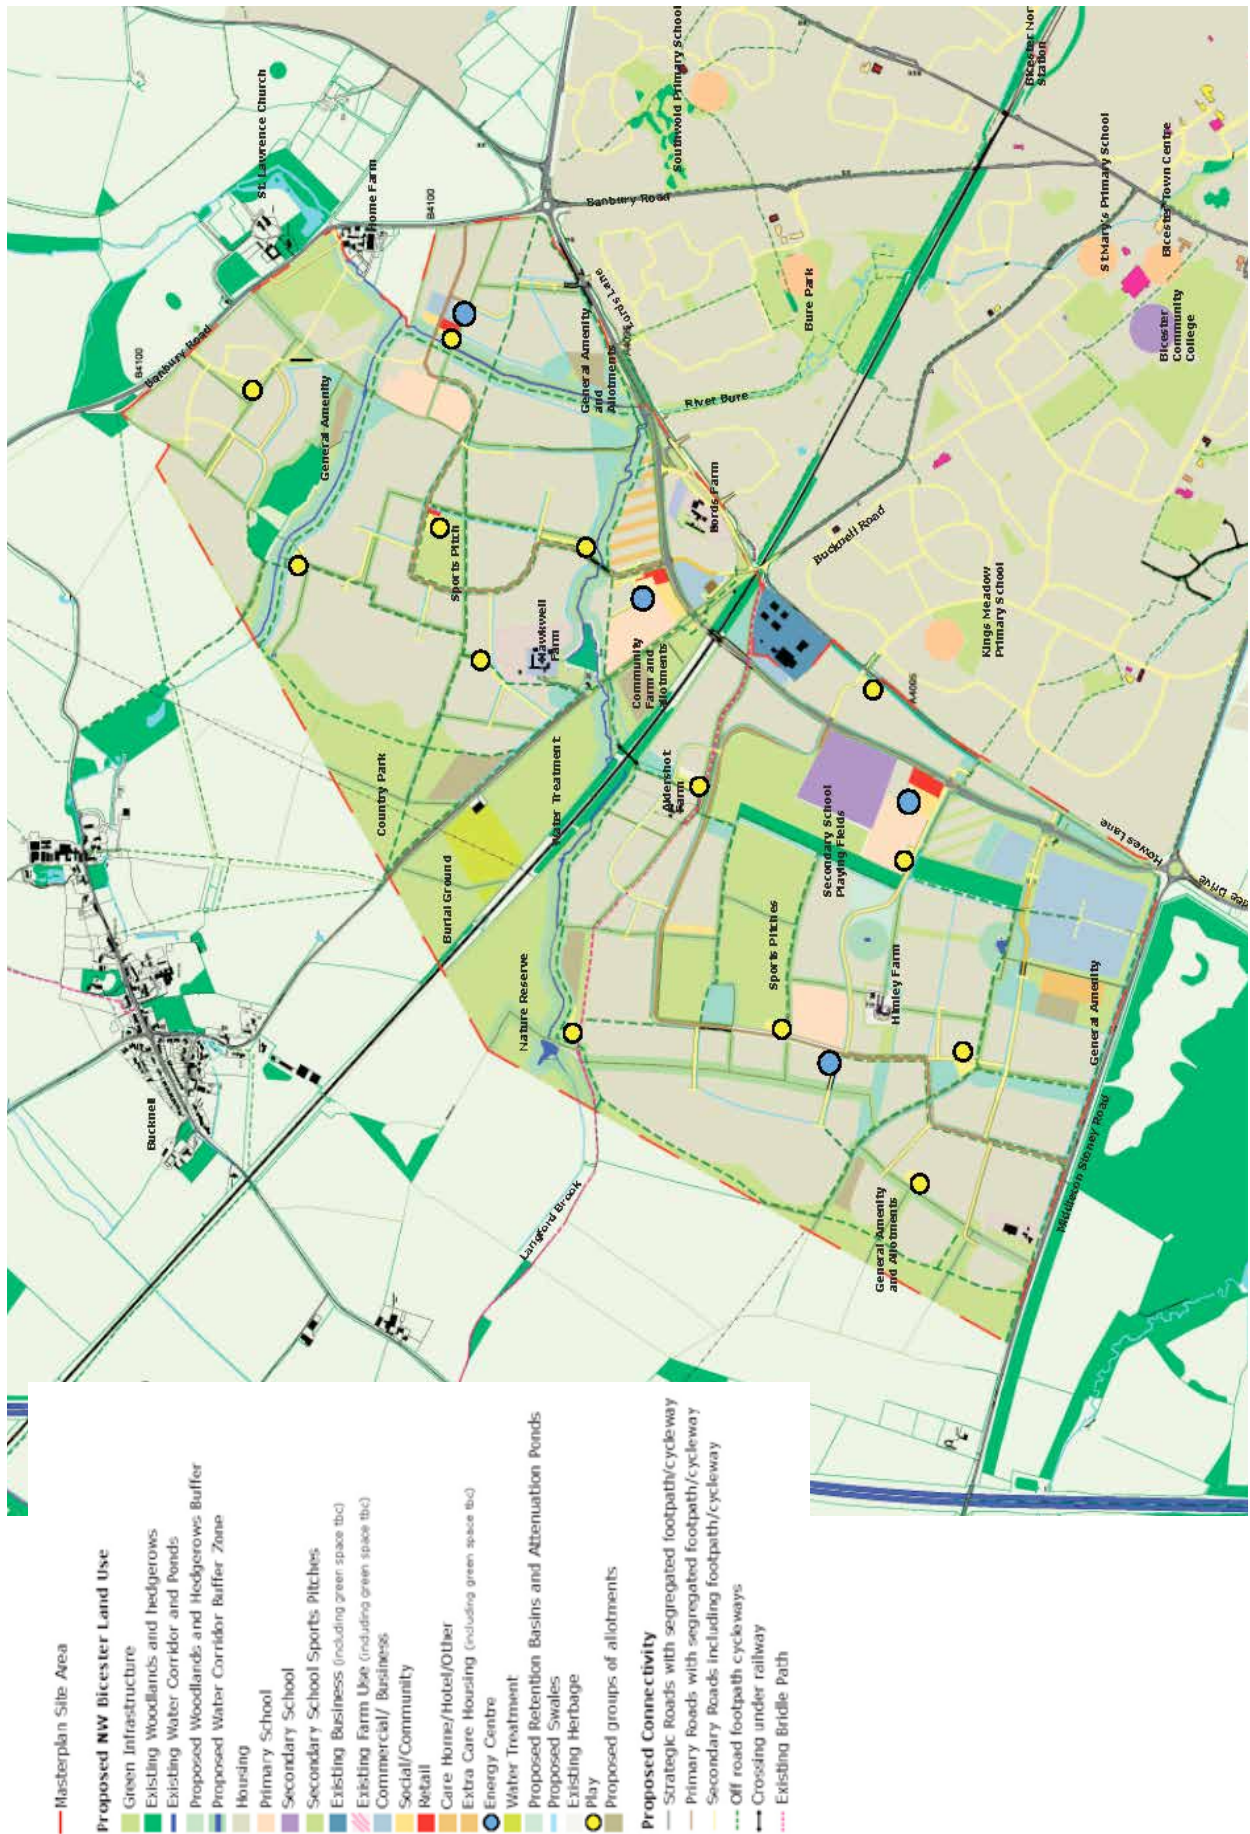 Masterplan Site Area
Proposed NW Bicester Land Use
Green Infrastructure
Existing Woodlands and hedgerows
Existing Water Corridor and Ponds
Proposed Woodlands and Hedgerows Buffer
Proposed Water Corridor Buffer Zone
Housing
Primary School
Secondary School
Secondary School Sports Pitches
Existing Business (including green space tbc)
Existing Farm Use (including green space tbc)
Commercial/ Business
Social/Community
Retail
Care Home/Hotel/Other
Extra Care Housing (including green space tbc)
Energy Centre
Water Treatment
Proposed Retention Basins and Attenuation Ponds
Proposed Swales
Existing Herbage
Play
Proposed groups of allotments
Proposed Connectivity
Strategic Roads with segregated footpath/cycleway
Primary Roads with segregated footpath/cycleway
Secondary Roads including footpath/cycleway
Off road footpath cycleways
Crossing under railway
Existing Bridle Path
Bucknell
Langford Brook
Nature Reserve
Burial Ground
Country Park
Water Treatment
B4100
Banbury Road
General Amenity
St. Lawrence Church
Home Farm
B4100
Sports Pitch
Hawkwell
Farm
Community
Farm and
allotments
General Amenity
and
Allotments
Lords Lane
A4095
Banbury Road
Southwold Primary School
Bicester Nor
Station
Bure Park
River Bure
Lords Farm
Bucknell Road
St Mary's Primary School
Bicester Town Centre
Bicester
Community
College
Kings Meadow
Primary School
A4095
Aldershot
Farm
Secondary School
Playing Fields
Sports Pitches
Himley Farm
General Amenity
General Amenity
and Allotments
Middleton Stoney Road
Howes Lane
Drive